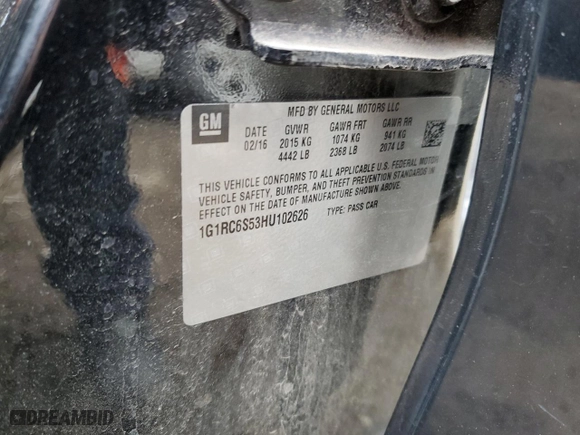 GM
MFD BY GENERAL MOTORS LLC
DATE GVWR GAWR FRT GAWR RR
02/16 2015 KG 1074 KG 941 KG
4442 LB 2368 LB 2074 LB
THIS VEHICLE CONFORMS TO ALL APPLICABLE U.S. FEDERAL MOTOR
VEHICLE SAFETY, BUMPER, AND THEFT PREVENTION STANDARDS IN
EFFECT ON THE DATE OF MANUFACTURE SHOWN ABOVE.
1G1RC6S53HU102626 TYPE: PASS CAR
DREAMBID